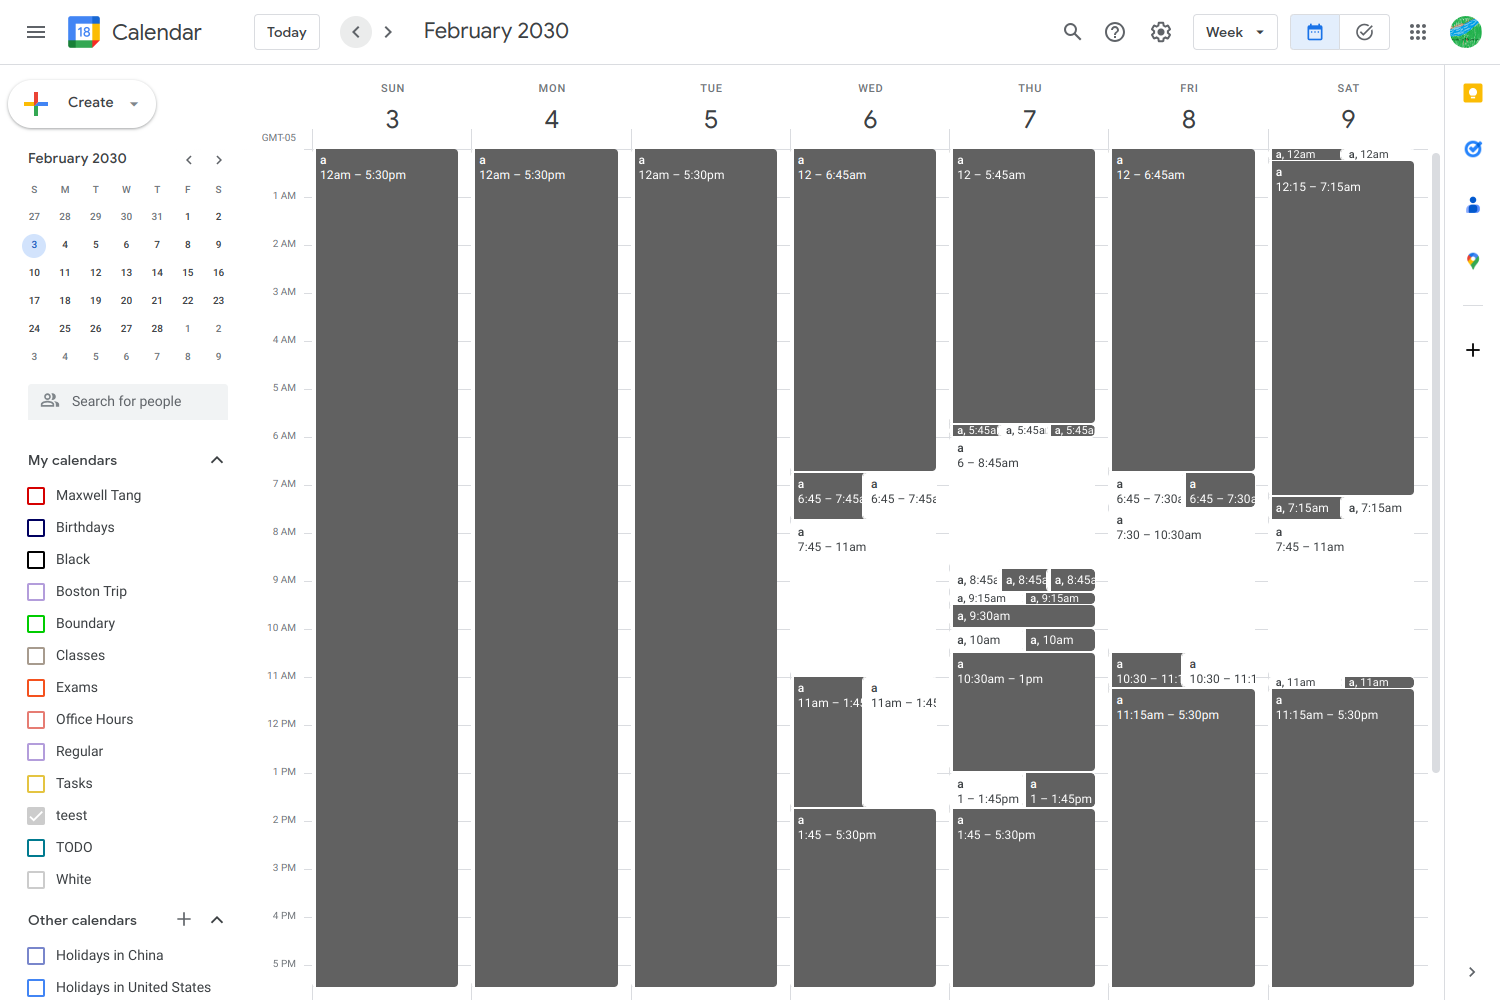 18 Calendar Today February 2030 Week
Create
February 2030
S M T W T F S
27 28 29 30 31 1 2
3 4 5 6 7 8 9
10 11 12 13 14 15 16
17 18 19 20 21 22 23
24 25 26 27 28 1 2
3 4 5 6 7 8 9
Search for people
My calendars
Maxwell Tang
Birthdays
Black
Boston Trip
Boundary
Classes
Exams
Office Hours
Regular
Tasks
teest
TODO
White
Other calendars
Holidays in China
Holidays in United States
SUN MON TUE WED THU FRI SAT
3 4 5 6 7 8 9
GMT-05
1 AM
2 AM
3 AM
4 AM
5 AM
6 AM
7 AM
8 AM
9 AM
10 AM
11 AM
12 PM
1 PM
2 PM
3 PM
4 PM
5 PM
a
12am – 5:30pm
a
12am – 5:30pm
a
12am – 5:30pm
a
12 – 6:45am
a
6:45 – 7:45a
a
6:45 – 7:45a
a
7:45 – 11am
a
11am – 1:45
a
11am – 1:45
a
1:45 – 5:30pm
a
12 – 5:45am
a, 5:45a a, 5:45a a, 5:45a
a
6 – 8:45am
a, 8:45a a, 8:45a a, 8:45a
a, 9:15am a, 9:15am
a, 9:30am
a, 10am a, 10am
a
10:30am – 1pm
a
1 – 1:45pm
a
1 – 1:45pm
a
1:45 – 5:30pm
a
12 – 6:45am
a
6:45 – 7:30a
a
6:45 – 7:30a
a
7:30 – 10:30am
a
10:30 – 11:1
a
10:30 – 11:1
a
11:15am – 5:30pm
a, 12am a, 12am
a
12:15 – 7:15am
a, 7:15am a, 7:15am
a
7:45 – 11am
a, 11am a, 11am
a
11:15am – 5:30pm